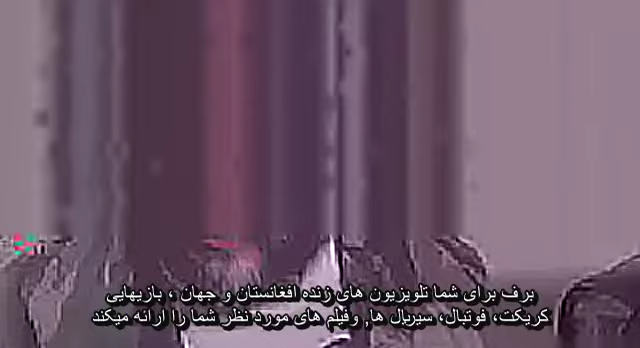 برف برای شما تلویزیون های زنده افغانستان و جهان ، بازیهایی
کریکت، فوتبال، سیریال ها, وفیلم های مورد نظر شما را ارائه میکند